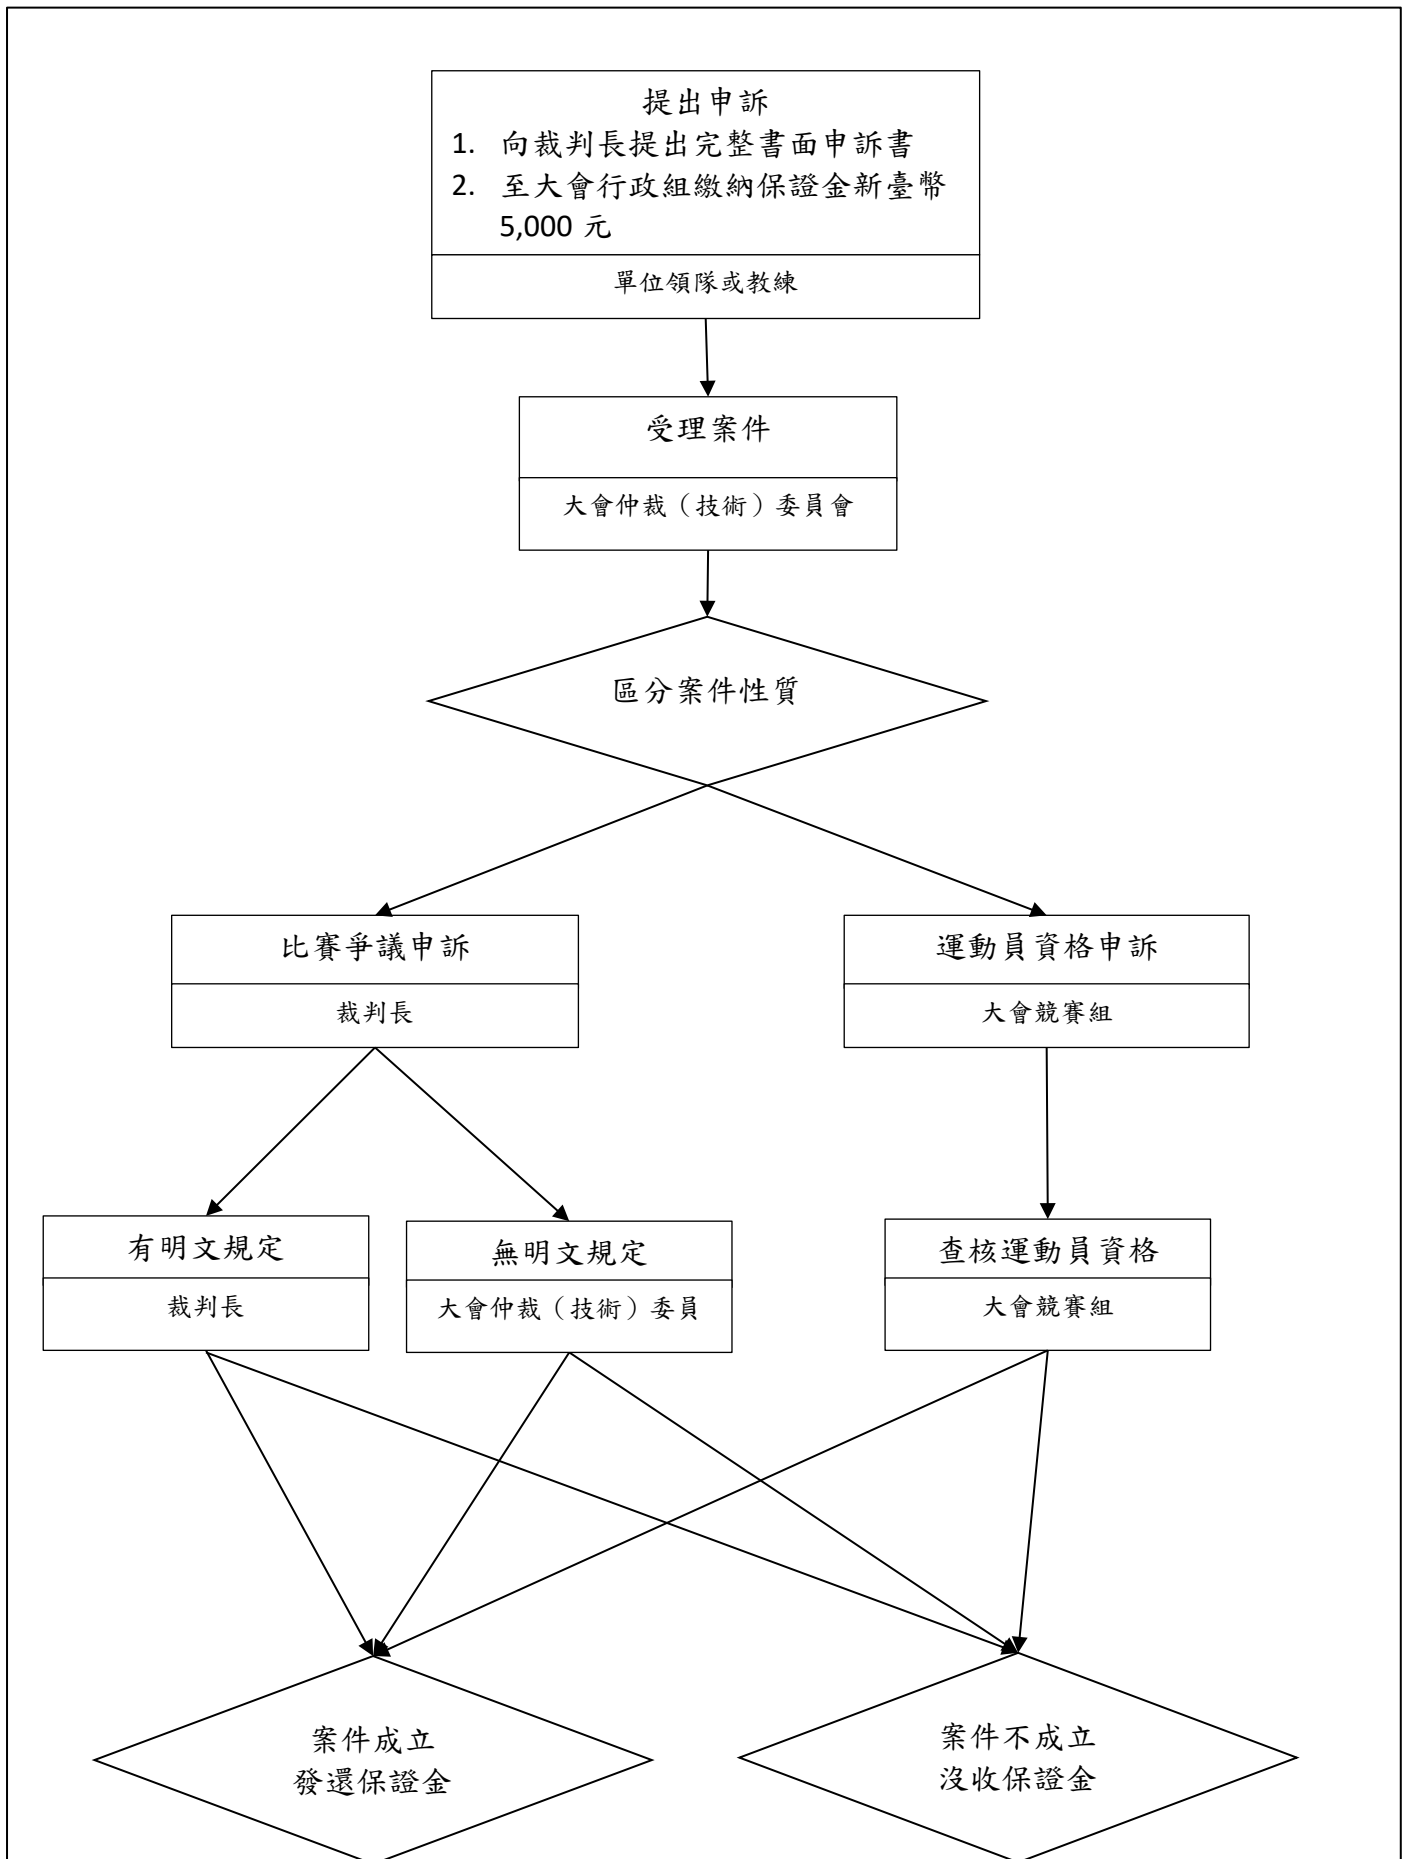 提出申訴
1. 向裁判長提出完整書面申訴書
2. 至大會行政組繳納保證金新臺幣
5,000 元
單位領隊或教練
受理案件
大會仲裁（技術）委員會
區分案件性質
比賽爭議申訴
裁判長
運動員資格申訴
大會競賽組
有明文規定
裁判長
無明文規定
大會仲裁（技術）委員
查核運動員資格
大會競賽組
案件成立
發還保證金
案件不成立
沒收保證金